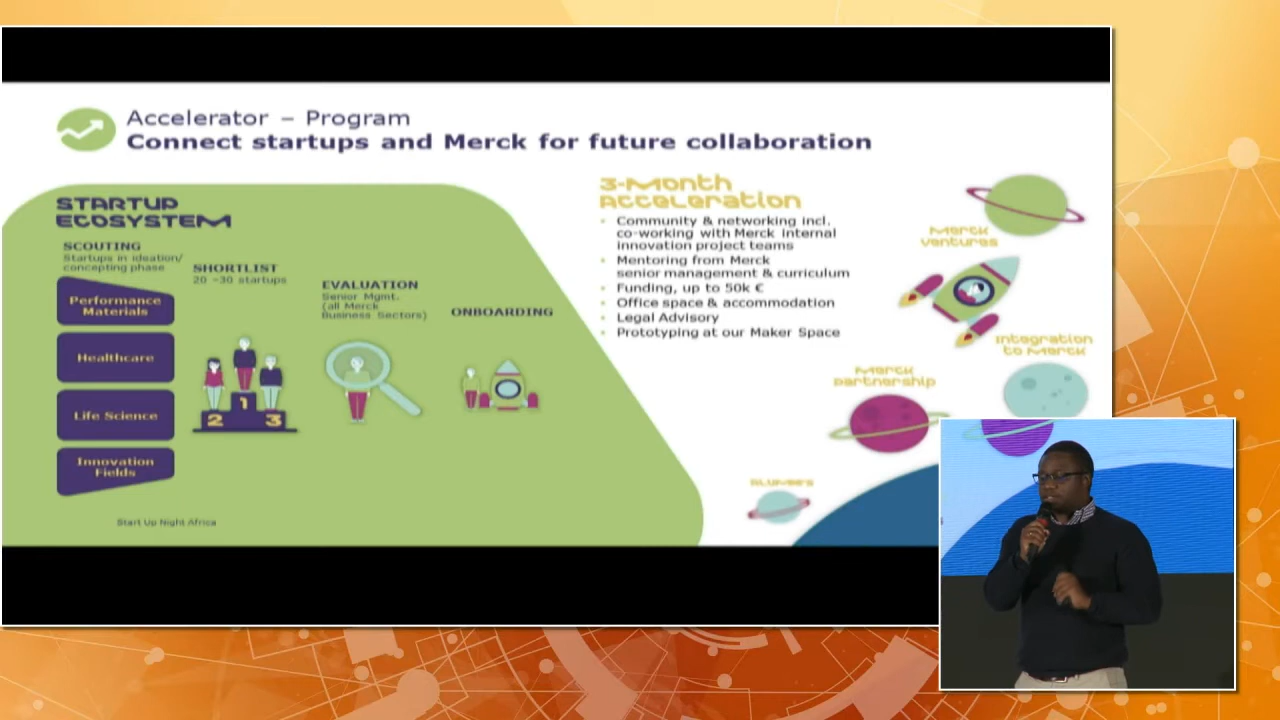 Accelerator – Program
Connect startups and Merck for future collaboration
STARTUP
ECOSYSTEM
SCOUTING
Startups in ideation/
concepting phase
Performance
Materials
Healthcare
Life Science
Innovation
Fields
SHORTLIST
20 -30 startups
1
2
3
EVALUATION
Senior Mgmt.
(all Merck
Business Sectors)
ONBOARDING
Start Up Night Africa
3-Month
Acceleration
Community & networking incl.
co-working with Merck internal
innovation project teams
Mentoring from Merck
senior management & curriculum
Funding, up to 50k €
Office space & accommodation
Legal Advisory
Prototyping at our Maker Space
Merck
ventures
Integration
to Merck
Merck
partnership